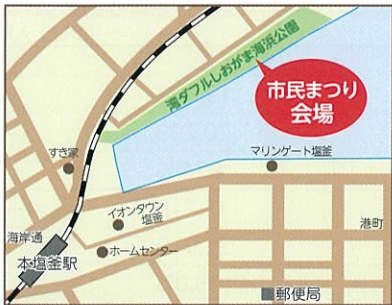 湾ダフルしおがま海浜公園
市民まつり
会場
すき家
マリンゲート塩釜
イオンタウン
塩釜
港町
海岸通
ホームセンター
本塩釜駅
郵便局